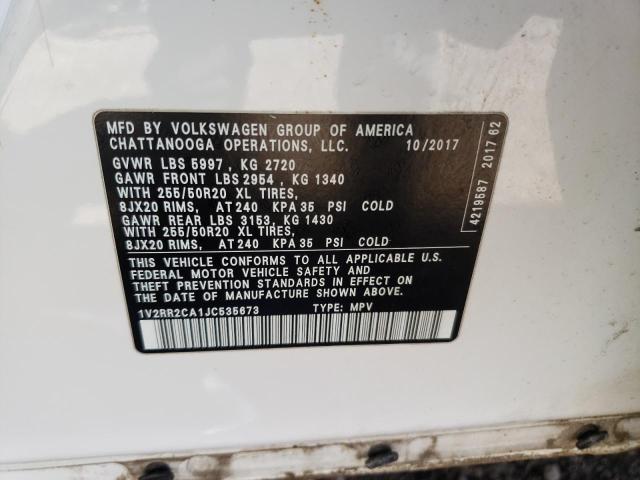 MFD BY VOLKSWAGEN GROUP OF AMERICA
CHATTANOOGA OPERATIONS, LLC. 10/2017
GVWR LBS 5997, KG 2720
GAWR FRONT LBS 2954, KG 1340
WITH 255/50R20 XL TIRES,
8JX20 RIMS, AT 240 KPA 35 PSI COLD
GAWR REAR LBS 3153, KG 1430
WITH 255/50R20 XL TIRES,
8JX20 RIMS, AT 240 KPA 35 PSI COLD
THIS VEHICLE CONFORMS TO ALL APPLICABLE U.S.
FEDERAL MOTOR VEHICLE SAFETY AND
THEFT PREVENTION STANDARDS IN EFFECT ON
THE DATE OF MANUFACTURE SHOWN ABOVE.
1V2RR2CA1JC535673 TYPE: MPV
4219587 2017 62